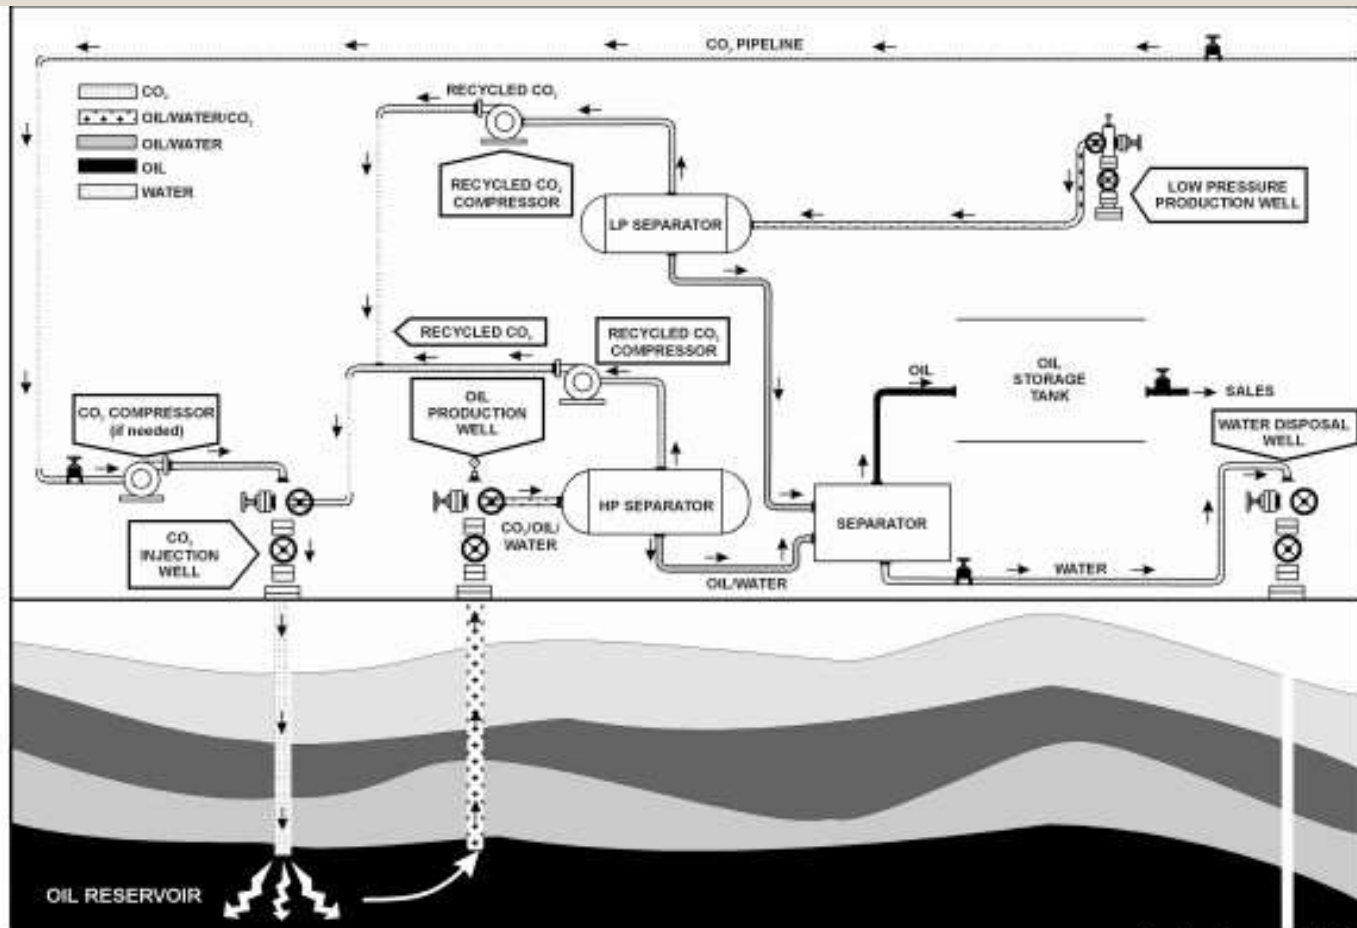 CO₂ PIPELINE
CO₂
OIL/WATER/CO₂
OIL/WATER
OIL
WATER
RECYCLED CO₂
RECYCLED CO₂
COMPRESSOR
LP SEPARATOR
LOW PRESSURE
PRODUCTION WELL
RECYCLED CO₂
RECYCLED CO₂
COMPRESSOR
OIL
PRODUCTION
WELL
OIL
OIL
STORAGE
TANK
SALES
CO₂ COMPRESSOR
(if needed)
WATER DISPOSAL
WELL
HP SEPARATOR
SEPARATOR
CO₂
INJECTION
WELL
CO₂/OIL/
WATER
OIL/WATER
WATER
OIL RESERVOIR